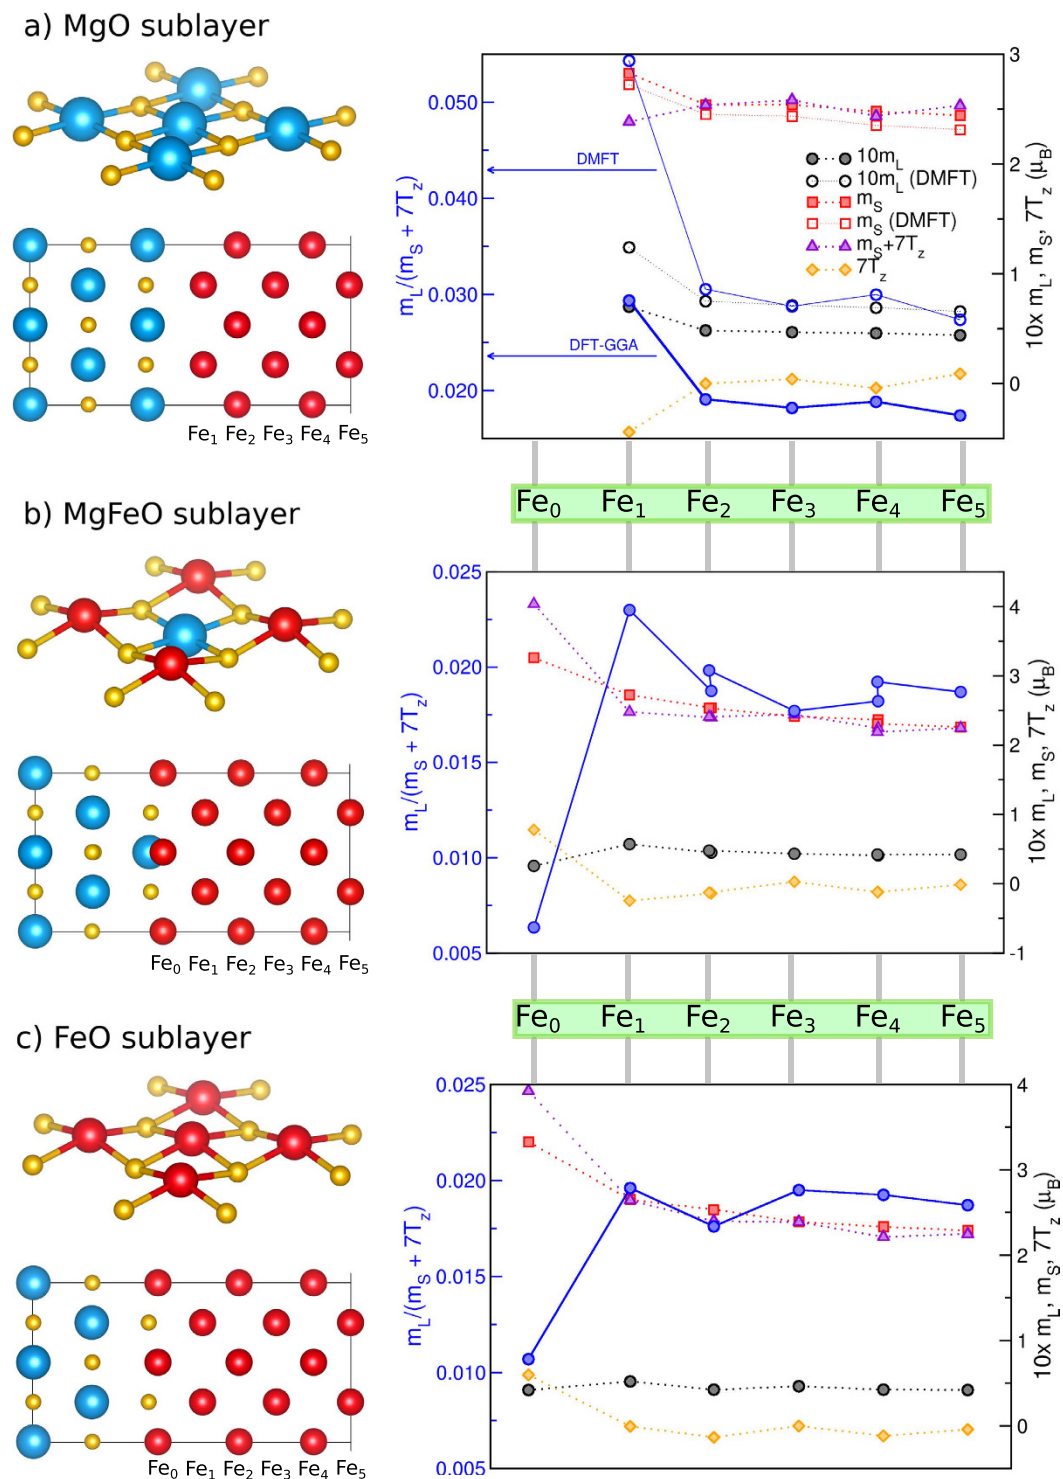 a) MgO sublayer
Fe1 Fe2 Fe3 Fe4 Fe5
0.050
0.040
0.030
0.020
mL/(mS + 7Tz)
DMFT
DFT-GGA
10mL
10mL (DMFT)
mS
mS (DMFT)
mS+7Tz
7Tz
3
2
1
0
10x mL, mS, 7Tz (μB)
Fe0 Fe1 Fe2 Fe3 Fe4 Fe5
b) MgFeO sublayer
Fe0 Fe1 Fe2 Fe3 Fe4 Fe5
0.025
0.020
0.015
0.010
0.005
mL/(mS + 7Tz)
4
3
2
1
0
-1
10x mL, mS, 7Tz (μB)
Fe0 Fe1 Fe2 Fe3 Fe4 Fe5
c) FeO sublayer
Fe0 Fe1 Fe2 Fe3 Fe4 Fe5
0.025
0.020
0.015
0.010
0.005
mL/(mS + 7Tz)
4
3
2
1
0
10x mL, mS, 7Tz (μB)